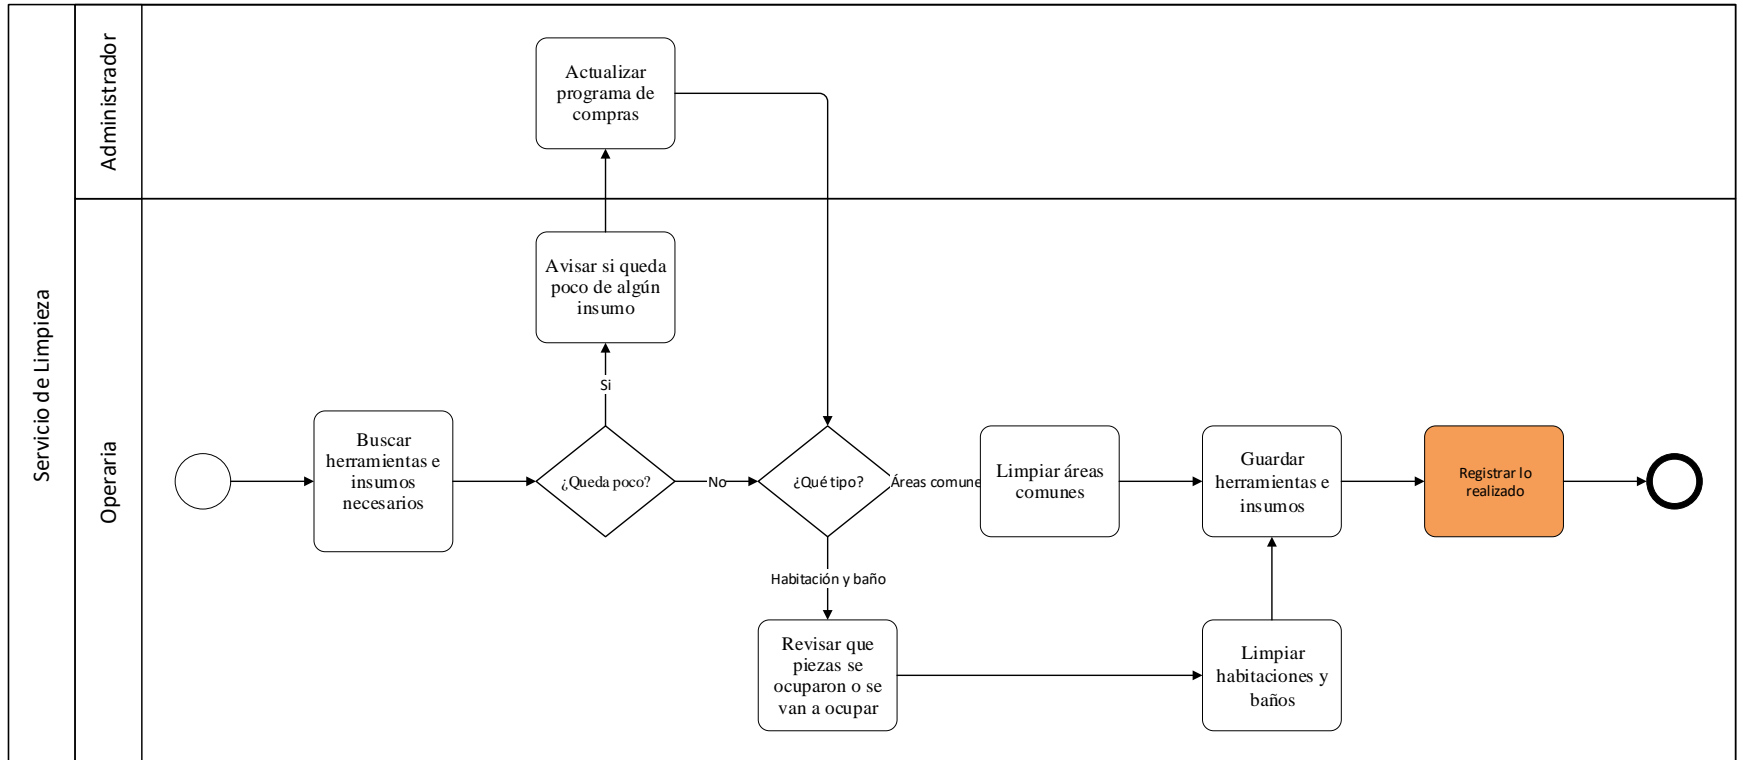 Servicio de Limpieza
Administrador
Operaria
Actualizar
programa de
compras
Avisar si queda
poco de algún
insumo
Si
Buscar
herramientas e
insumos
necesarios
¿Queda poco?
No
¿Qué tipo?
Áreas comune
Limpiar áreas
comunes
Guardar
herramientas e
insumos
Registrar lo
realizado
Habitación y baño
Revisar que
piezas se
ocuparon o se
van a ocupar
Limpiar
habitaciones y
baños